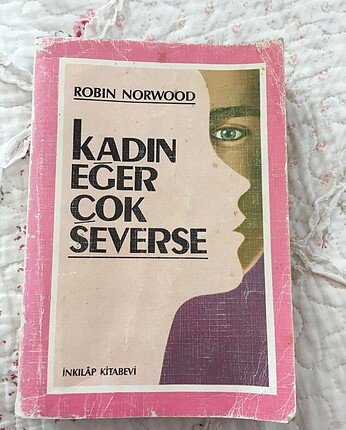 ROBIN NORWOOD
KADIN
EĞER
ÇOK
SEVERSE
İNKILÂP KİTABEVİ